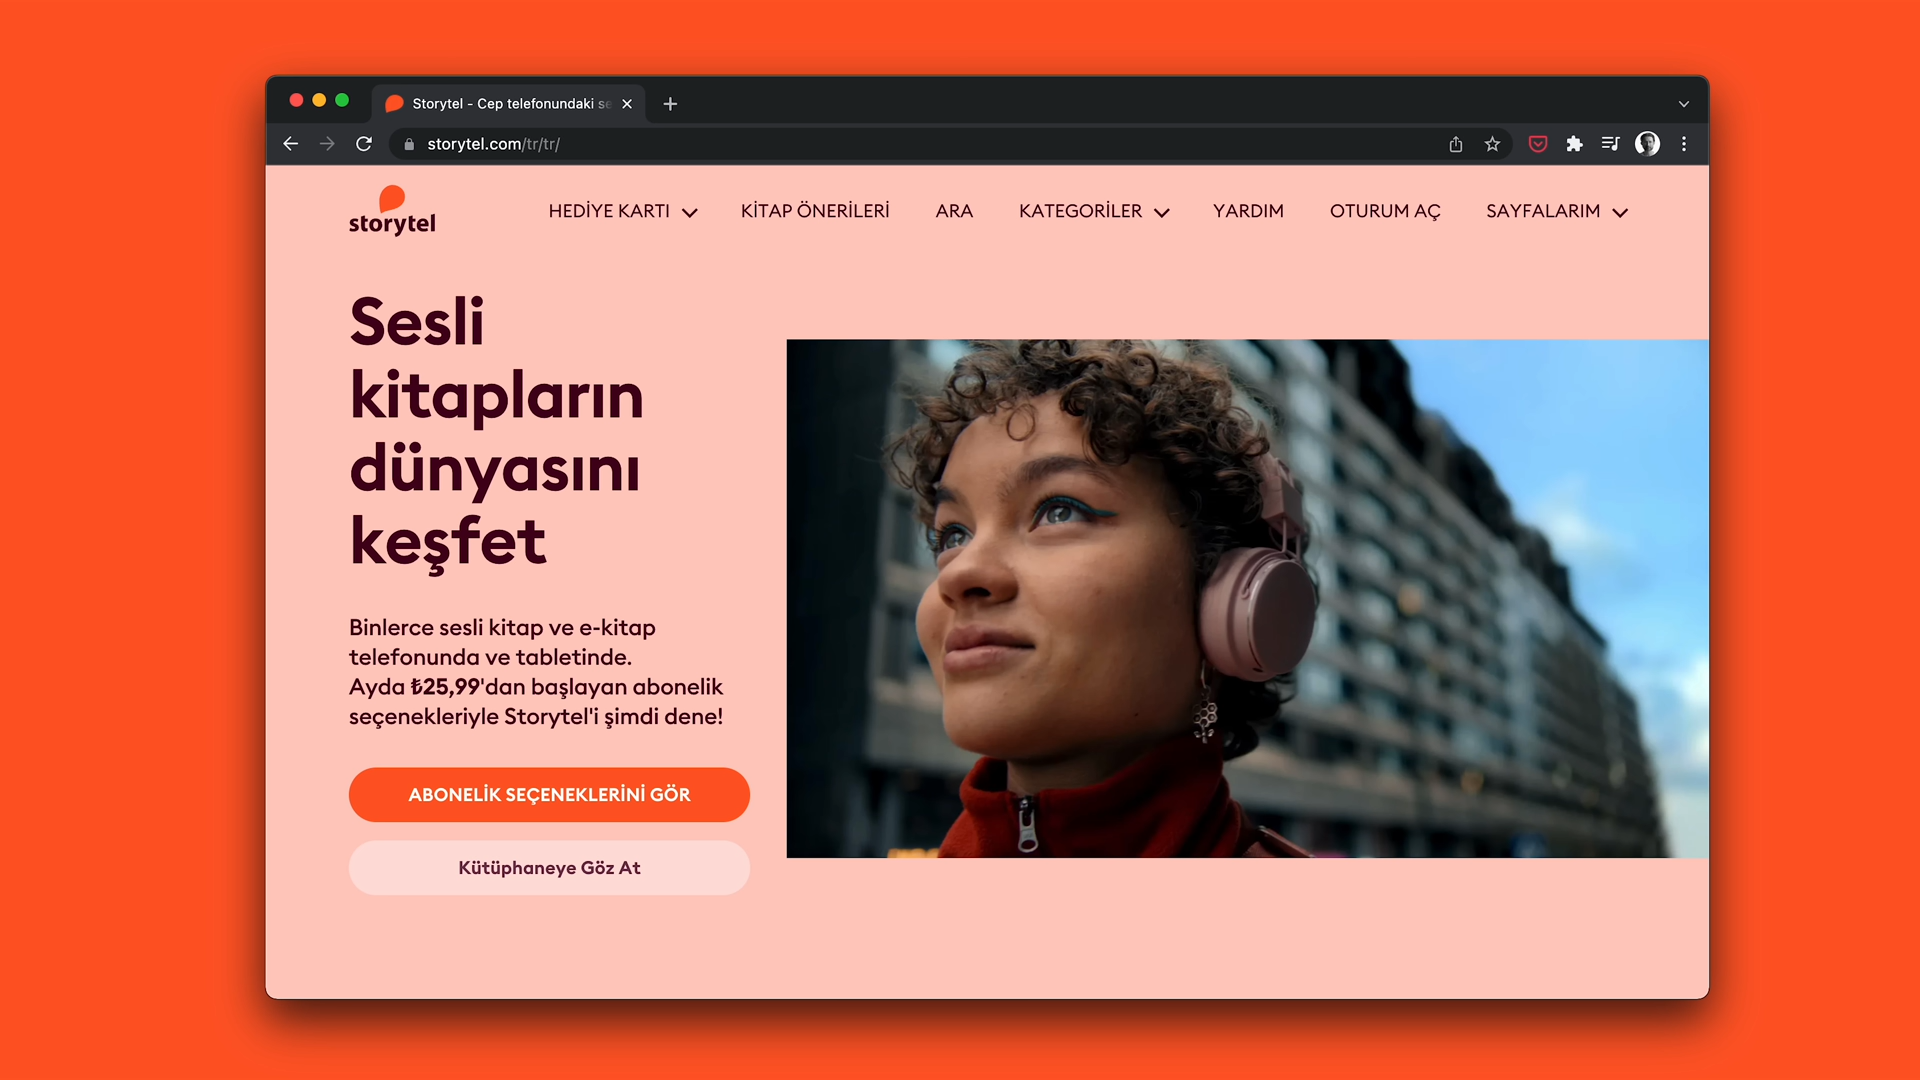 Storytel - Cep telefonundaki se
storytel.com/tr/tr/
storytel
HEDİYE KARTI
KİTAP ÖNERİLERİ
ARA
KATEGORİLER
YARDIM
OTURUM AÇ
SAYFALARIM
Sesli
kitapların
dünyasını
keşfet
Binlerce sesli kitap ve e-kitap
telefonunda ve tabletinde.
Ayda ₺25,99'dan başlayan abonelik
seçenekleriyle Storytel'i şimdi dene!
ABONELİK SEÇENEKLERİNİ GÖR
Kütüphaneye Göz At